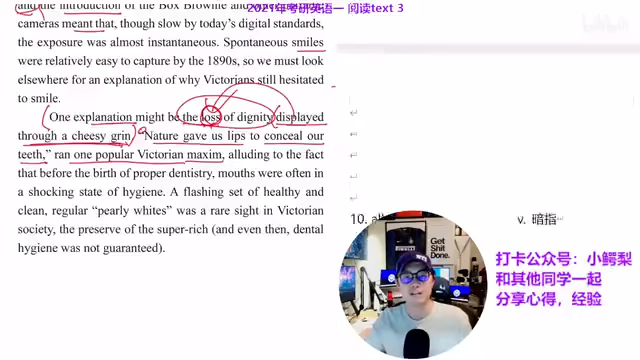 2021年考研英语一 阅读text 3
and the introduction of the Box Brownie and
cameras meant that, though slow by today's digital standards,
the exposure was almost instantaneous. Spontaneous smiles
were relatively easy to capture by the 1890s, so we must look
elsewhere for an explanation of why Victorians still hesitated
to smile.
One explanation might be the loss of dignity displayed
through a cheesy grin. "Nature gave us lips to conceal our
teeth," ran one popular Victorian maxim, alluding to the fact
that before the birth of proper dentistry, mouths were often in
a shocking state of hygiene. A flashing set of healthy and
clean, regular "pearly whites" was a rare sight in Victorian
society, the preserve of the super-rich (and even then, dental
hygiene was not guaranteed).
10. v. 暗指
Get
Shit
Done.
打卡公众号：小鳄梨
和其他同学一起
分享心得，经验